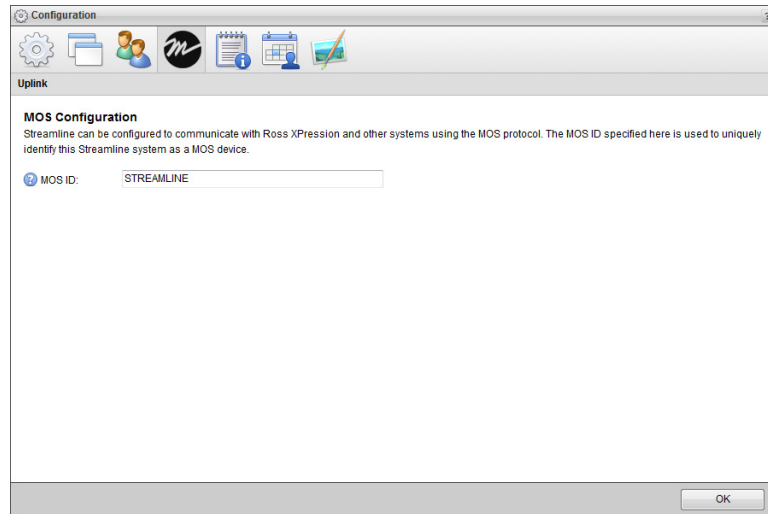 Configuration
Uplink
MOS Configuration
Streamline can be configured to communicate with Ross XPression and other systems using the MOS protocol. The MOS ID specified here is used to uniquely
identify this Streamline system as a MOS device.
MOS ID: STREAMLINE
OK